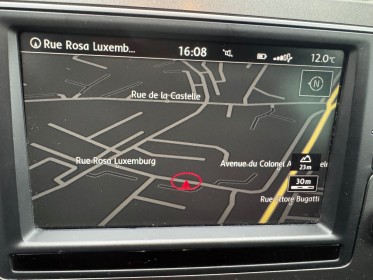 Rue Rosa Luxemb... 16:08 12.0°C
N
Rue de la Castelle
Rue Rosa Luxemburg
Avenue du Colonel
23m
30m
Rue Ettore Bugatti